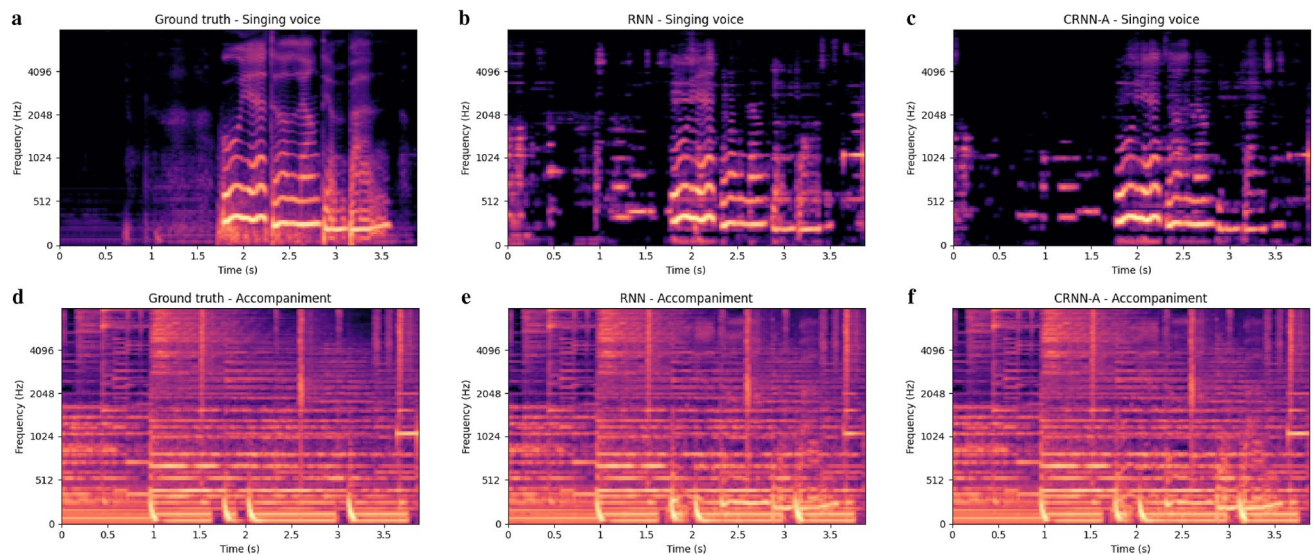 a
Ground truth - Singing voice
Frequency (Hz)
4096
2048
1024
512
0
0 0.5 1 1.5 2 2.5 3 3.5
Time (s)
b
RNN - Singing voice
Frequency (Hz)
4096
2048
1024
512
0
0 0.5 1 1.5 2 2.5 3 3.5
Time (s)
c
CRNN-A - Singing voice
Frequency (Hz)
4096
2048
1024
512
0
0 0.5 1 1.5 2 2.5 3 3.5
Time (s)
d
Ground truth - Accompaniment
Frequency (Hz)
4096
2048
1024
512
0
0 0.5 1 1.5 2 2.5 3 3.5
Time (s)
e
RNN - Accompaniment
Frequency (Hz)
4096
2048
1024
512
0
0 0.5 1 1.5 2 2.5 3 3.5
Time (s)
f
CRNN-A - Accompaniment
Frequency (Hz)
4096
2048
1024
512
0
0 0.5 1 1.5 2 2.5 3 3.5
Time (s)